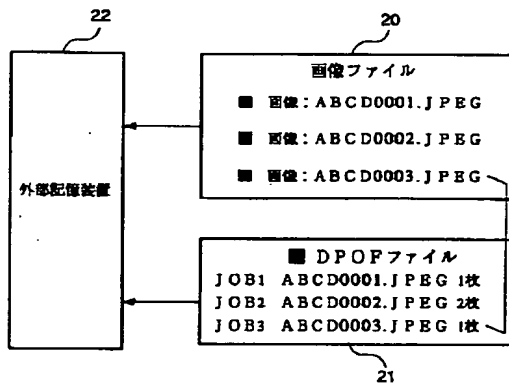 22
20
画像ファイル
■ 画像:ABCD0001.JPEG
■ 画像:ABCD0002.JPEG
■ 画像:ABCD0003.JPEG
外部記憶装置
■ DPOFファイル
JOB1 ABCD0001.JPEG 1枚
JOB2 ABCD0002.JPEG 2枚
JOB3 ABCD0003.JPEG 1枚
21